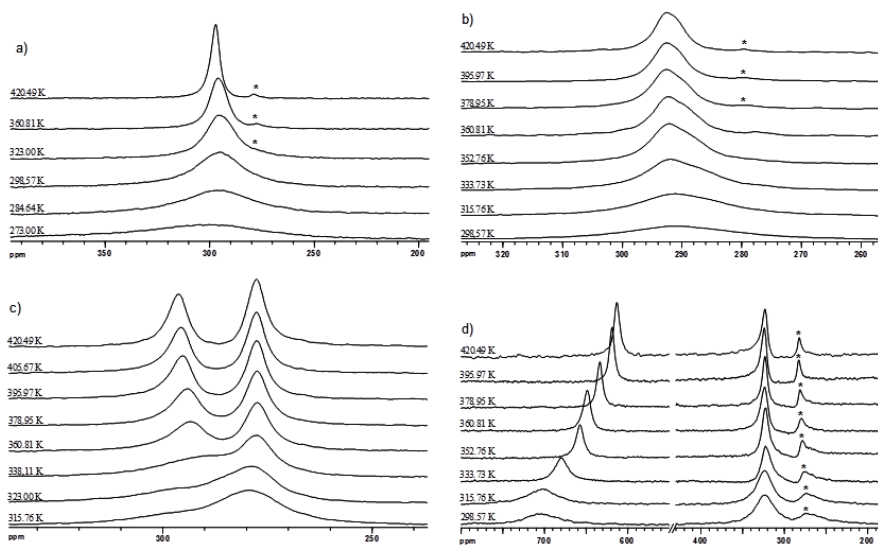 a)
*
420.49 K
*
360.81 K
*
323.00 K
298.57 K
284.64 K
273.00 K
ppm 350 300 250 200
b)
*
420.49 K
*
395.97 K
*
378.95 K
360.81 K
352.76 K
333.73 K
315.76 K
298.57 K
ppm 320 310 300 290 280 270 260
c)
420.49 K
405.67 K
395.97 K
378.95 K
360.81 K
338.11 K
323.00 K
315.76 K
ppm 300 250
d)
*
420.49 K
*
395.97 K
*
378.95 K
*
360.81 K
*
352.76 K
*
333.73 K
*
315.76 K
*
298.57 K
ppm 700 600 // 400 300 200